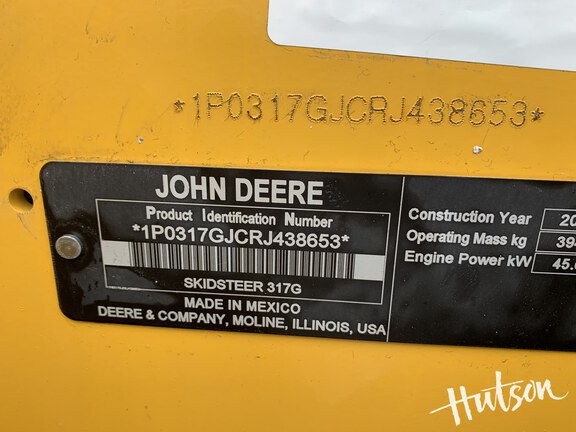 *1P0317GJCRJ438653*
JOHN DEERE
Product Identification Number
*1P0317GJCRJ438653*
SKIDSTEER 317G
MADE IN MEXICO
DEERE & COMPANY, MOLINE, ILLINOIS, USA
Construction Year
Operating Mass kg
Engine Power kW
Hutson